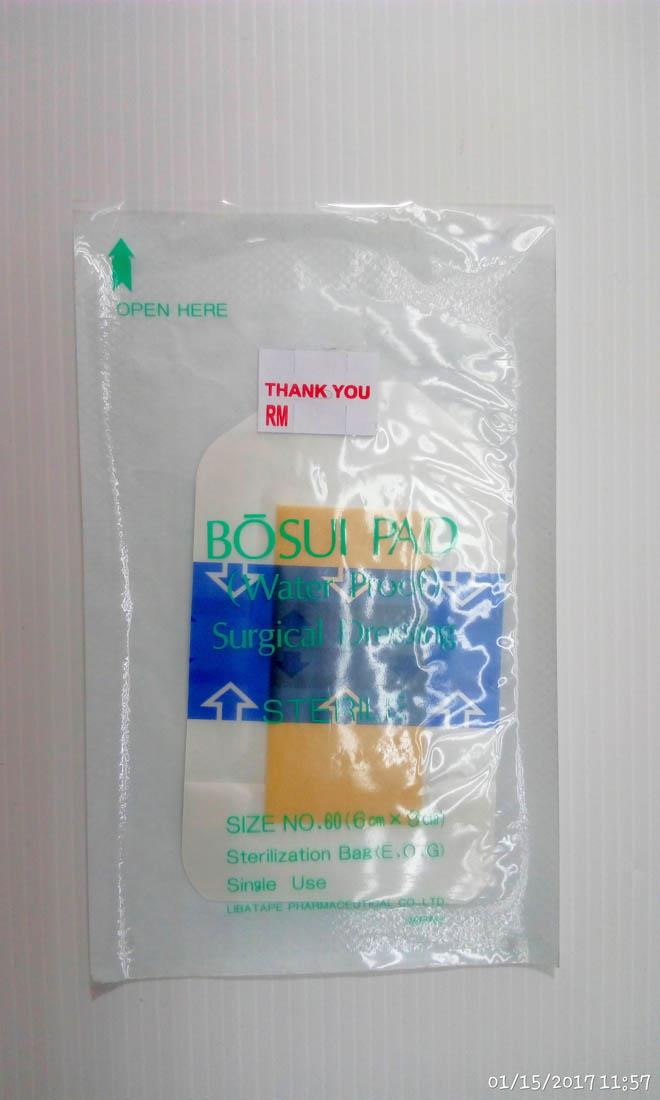 OPEN HERE
THANK YOU
RM
BŌSUI PAD
(Water Proof)
Surgical Dressing
STERILE
SIZE NO.60(6cm×9cm)
Sterilization Bag(E.O.G)
Single Use
LIBATAPE PHARMACEUTICAL CO.-LTD.
01/15/2017 11:57